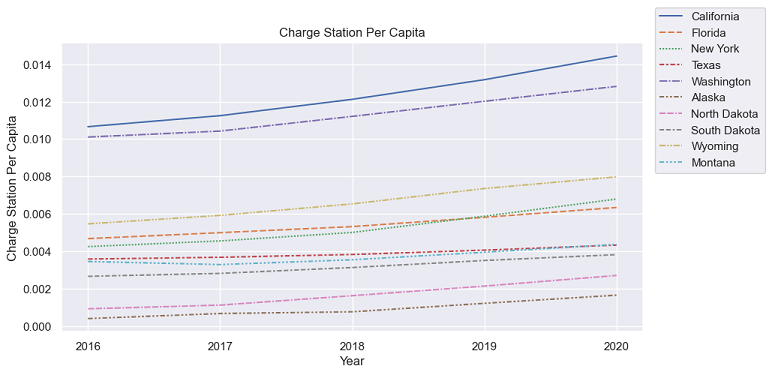 Charge Station Per Capita
California
Florida
New York
Texas
Washington
Alaska
North Dakota
South Dakota
Wyoming
Montana
Charge Station Per Capita
0.014
0.012
0.010
0.008
0.006
0.004
0.002
0.000
2016 2017 2018 2019 2020
Year